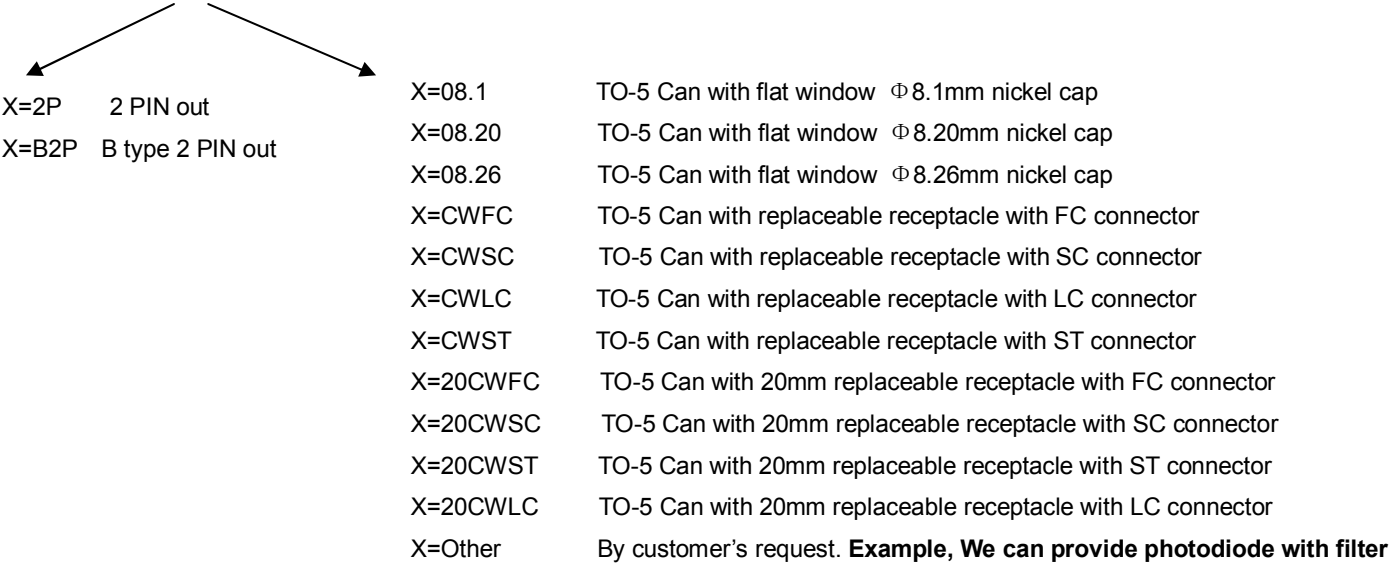 X=2P 2 PIN out
X=B2P B type 2 PIN out
X=08.1 TO-5 Can with flat window Φ8.1mm nickel cap
X=08.20 TO-5 Can with flat window Φ8.20mm nickel cap
X=08.26 TO-5 Can with flat window Φ8.26mm nickel cap
X=CWFC TO-5 Can with replaceable receptacle with FC connector
X=CWSC TO-5 Can with replaceable receptacle with SC connector
X=CWLC TO-5 Can with replaceable receptacle with LC connector
X=CWST TO-5 Can with replaceable receptacle with ST connector
X=20CWFC TO-5 Can with 20mm replaceable receptacle with FC connector
X=20CWSC TO-5 Can with 20mm replaceable receptacle with SC connector
X=20CWST TO-5 Can with 20mm replaceable receptacle with ST connector
X=20CWLC TO-5 Can with 20mm replaceable receptacle with LC connector
X=Other By customer’s request. Example, We can provide photodiode with filter